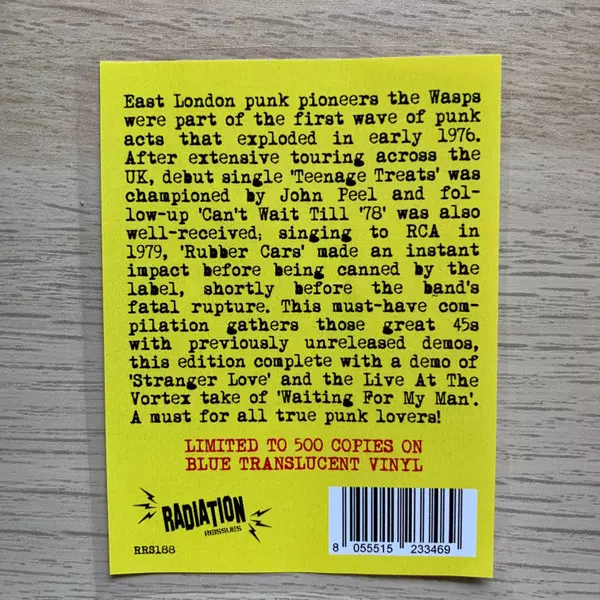 East London punk pioneers the Wasps
were part of the first wave of punk
acts that exploded in early 1976.
After extensive touring across the
UK, debut single 'Teenage Treats' was
championed by John Peel and fol-
low-up 'Can't Wait Till '78' was also
well-received; singing to RCA in
1979, 'Rubber Cars' made an instant
impact before being canned by the
label, shortly before the band's
fatal rupture. This must-have com-
pilation gathers those great 45s
with previously unreleased demos,
this edition complete with a demo of
'Stranger Love' and the Live At The
Vortex take of 'Waiting For My Man'.
A must for all true punk lovers!
LIMITED TO 500 COPIES ON
BLUE TRANSLUCENT VINYL
RADIATION
REISSUES
RRS188
8 055515 233469